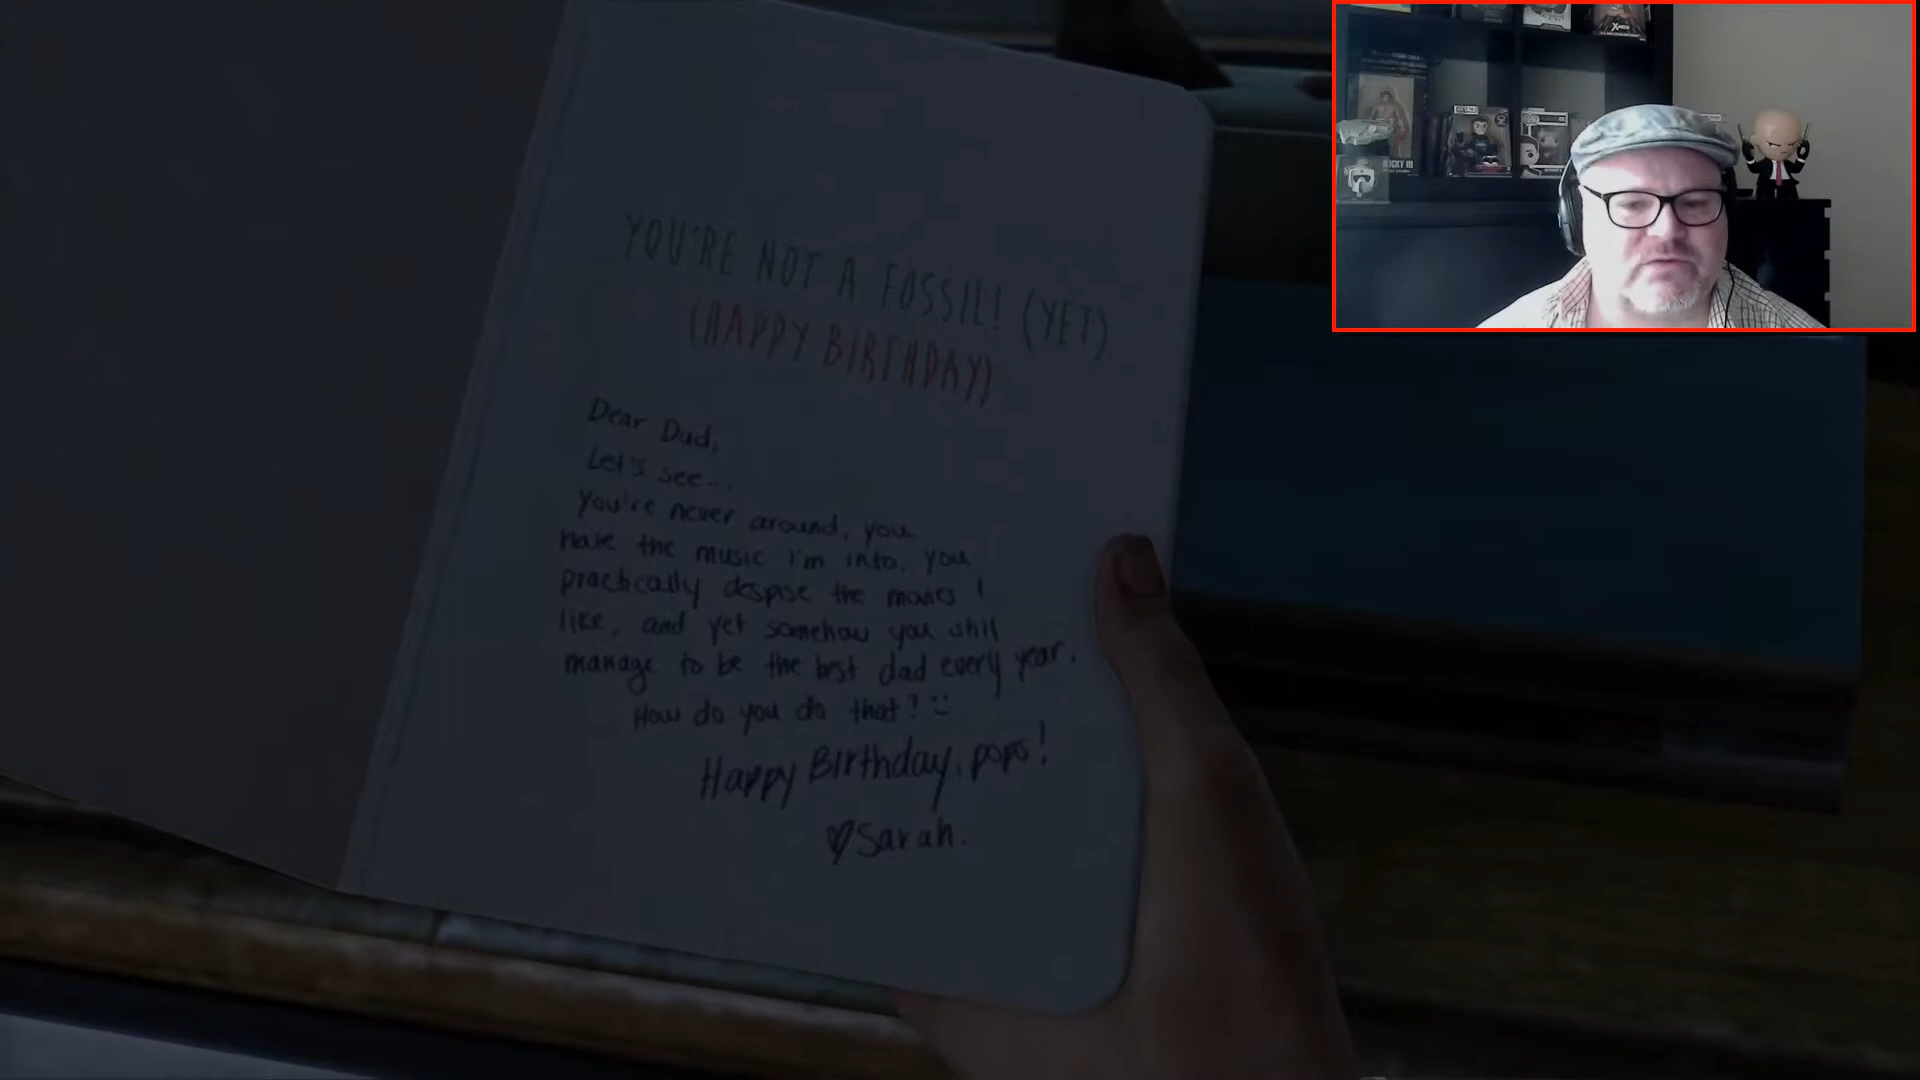 YOU'RE NOT A FOSSIL! (YET)
(HAPPY BIRTHDAY)
Dear Dad,
Let's see...
You're never around, you
hate the music I'm into, you
practically despise the movies I
like, and yet somehow you still
manage to be the best dad every year.
How do you do that? :)
Happy Birthday, pops!
♡ Sarah.